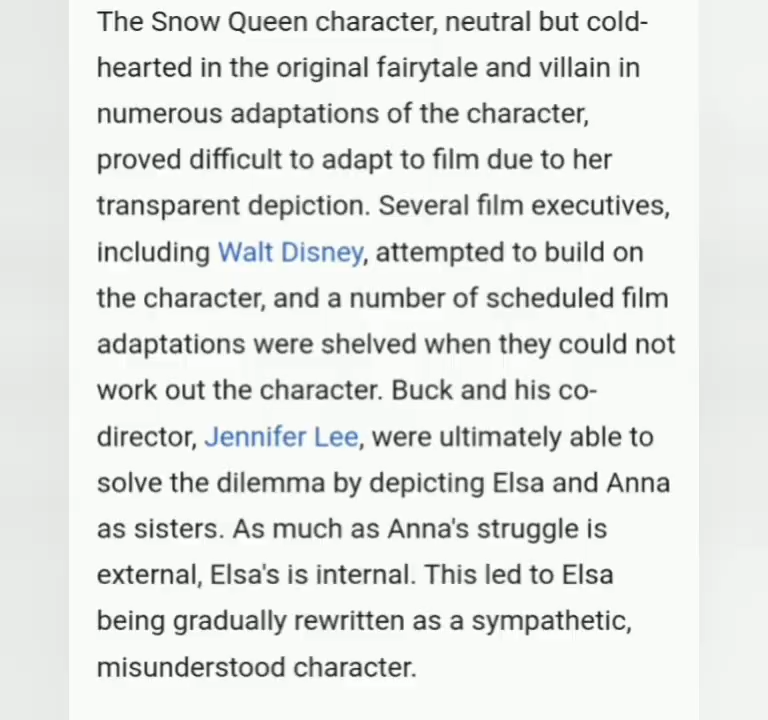 The Snow Queen character, neutral but cold-
hearted in the original fairytale and villain in
numerous adaptations of the character,
proved difficult to adapt to film due to her
transparent depiction. Several film executives,
including Walt Disney, attempted to build on
the character, and a number of scheduled film
adaptations were shelved when they could not
work out the character. Buck and his co-
director, Jennifer Lee, were ultimately able to
solve the dilemma by depicting Elsa and Anna
as sisters. As much as Anna's struggle is
external, Elsa's is internal. This led to Elsa
being gradually rewritten as a sympathetic,
misunderstood character.